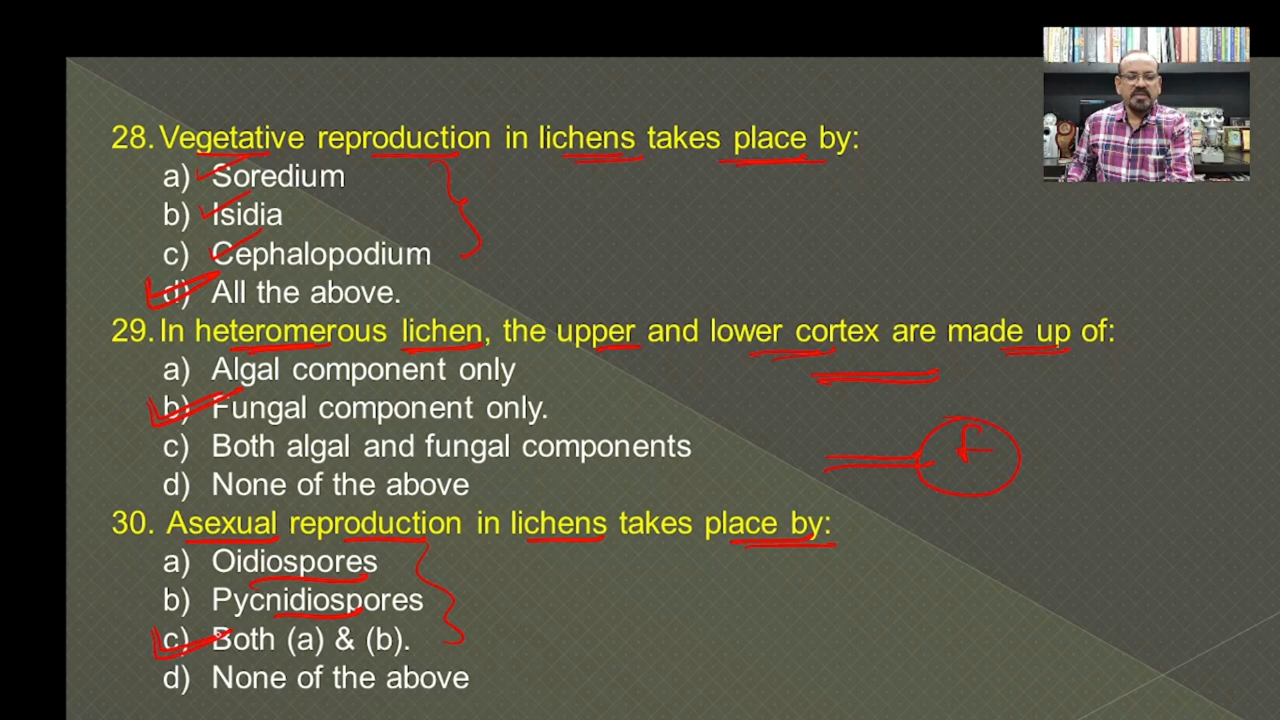 28. Vegetative reproduction in lichens takes place by:
a) Soredium
b) Isidia
c) Cephalopodium
d) All the above.
29. In heteromerous lichen, the upper and lower cortex are made up of:
a) Algal component only
b) Fungal component only.
c) Both algal and fungal components
f
d) None of the above
30. Asexual reproduction in lichens takes place by:
a) Oidiospores
b) Pycnidiospores
c) Both (a) & (b).
d) None of the above